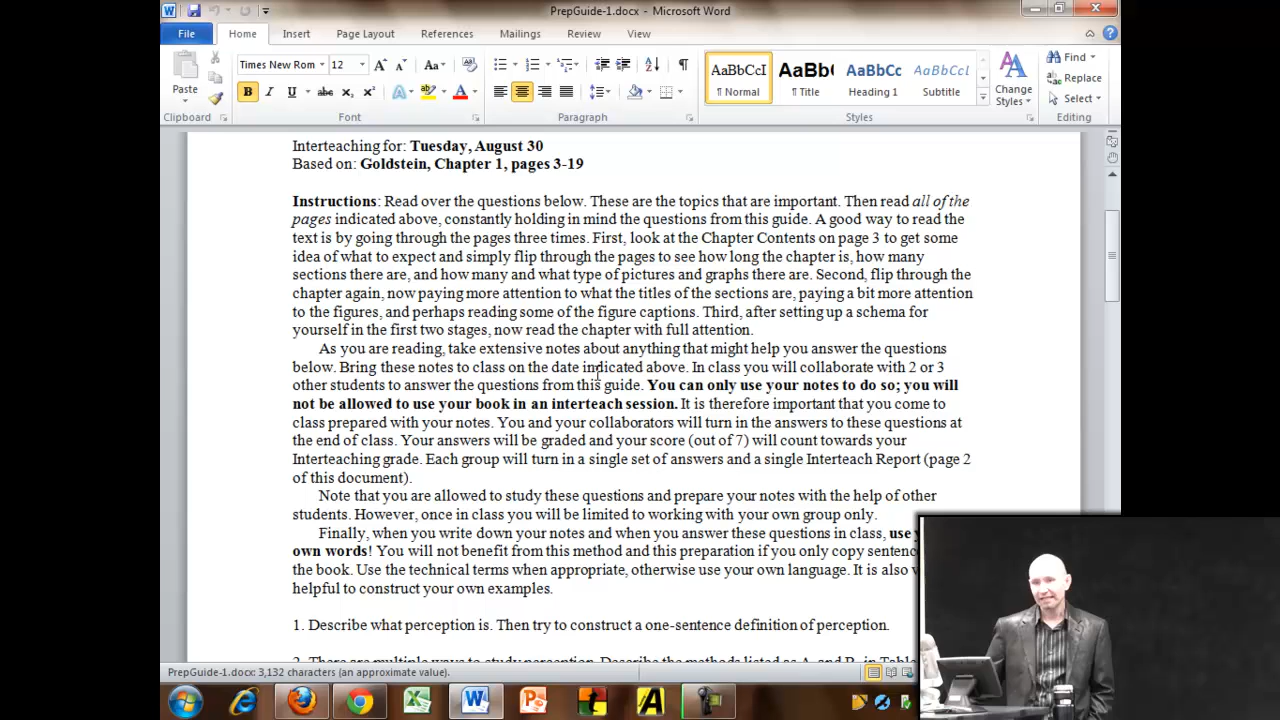 PrepGuide-1.docx - Microsoft Word
File Home Insert Page Layout References Mailings Review View
Times New Rom 12 Aa AaBbCcI AaBb AaBbCc AaBbCcl Find
Replace
Paste B I U abc x₂ x² A ab A ¶ Normal ¶ Title Heading 1 Subtitle Change Styles Select
Clipboard Font Paragraph Styles Editing
Interteaching for: Tuesday, August 30
Based on: Goldstein, Chapter 1, pages 3-19
Instructions: Read over the questions below. These are the topics that are important. Then read all of the
pages indicated above, constantly holding in mind the questions from this guide. A good way to read the
text is by going through the pages three times. First, look at the Chapter Contents on page 3 to get some
idea of what to expect and simply flip through the pages to see how long the chapter is, how many
sections there are, and how many and what type of pictures and graphs there are. Second, flip through the
chapter again, now paying more attention to what the titles of the sections are, paying a bit more attention
to the figures, and perhaps reading some of the figure captions. Third, after setting up a schema for
yourself in the first two stages, now read the chapter with full attention.
As you are reading, take extensive notes about anything that might help you answer the questions
below. Bring these notes to class on the date indicated above. In class you will collaborate with 2 or 3
other students to answer the questions from this guide. You can only use your notes to do so; you will
not be allowed to use your book in an interteach session. It is therefore important that you come to
class prepared with your notes. You and your collaborators will turn in the answers to these questions at
the end of class. Your answers will be graded and your score (out of 7) will count towards your
Interteaching grade. Each group will turn in a single set of answers and a single Interteach Report (page 2
of this document).
Note that you are allowed to study these questions and prepare your notes with the help of other
students. However, once in class you will be limited to working with your own group only.
Finally, when you write down your notes and when you answer these questions in class, use
own words! You will not benefit from this method and this preparation if you only copy
the book. Use the technical terms when appropriate, otherwise use your own language. It is also
helpful to construct your own examples.
1. Describe what perception is. Then try to construct a one-sentence definition of perception.
2. There are multiple ways to study perception. Describe the methods listed as A and B in
PrepGuide-1.docx: 3,132 characters (an approximate value).